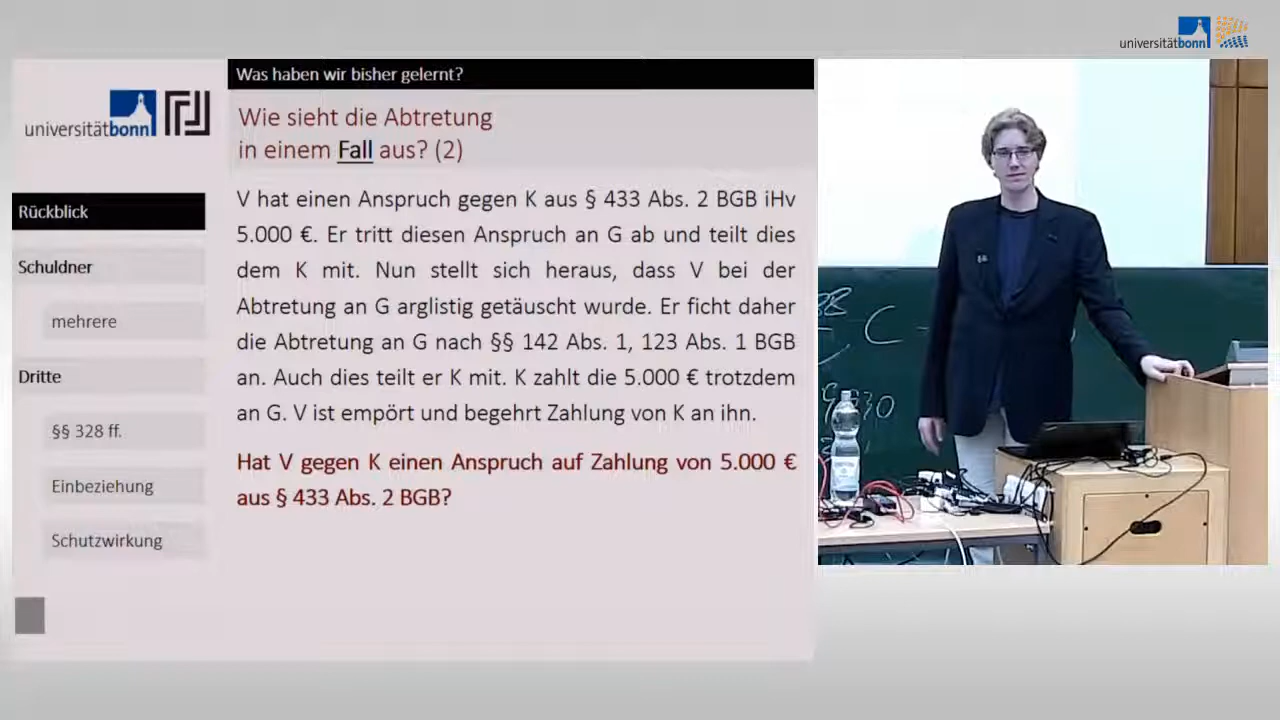 universitätbonn
Was haben wir bisher gelernt?
universitätbonn
Wie sieht die Abtretung
in einem Fall aus? (2)
Rückblick
Schuldner
mehrere
Dritte
§§ 328 ff.
Einbeziehung
Schutzwirkung
V hat einen Anspruch gegen K aus § 433 Abs. 2 BGB iHv
5.000 €. Er tritt diesen Anspruch an G ab und teilt dies
dem K mit. Nun stellt sich heraus, dass V bei der
Abtretung an G arglistig getäuscht wurde. Er ficht daher
die Abtretung an G nach §§ 142 Abs. 1, 123 Abs. 1 BGB
an. Auch dies teilt er K mit. K zahlt die 5.000 € trotzdem
an G. V ist empört und begehrt Zahlung von K an ihn.
Hat V gegen K einen Anspruch auf Zahlung von 5.000 €
aus § 433 Abs. 2 BGB?